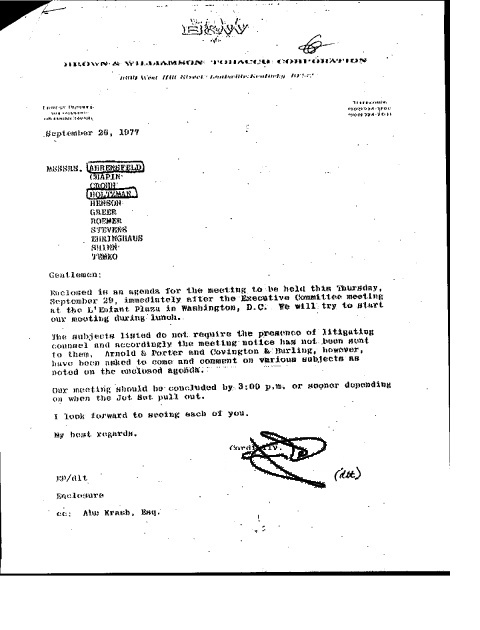 B&W
BROWN & WILLIAMSON TOBACCO CORPORATION
1600 West Hill Street Louisville, Kentucky
September 26, 1977
MESSRS. AHRENSFELD
CHAPIN
CROHN
HOLTZMAN
HENSON
GREER
ROEMER
STEVENS
EHRINGHAUS
SHINN
TEMKO
Gentlemen:
Enclosed is an agenda for the meeting to be held this Thursday,
September 29, immediately after the Executive Committee meeting
at the L'Enfant Plaza in Washington, D.C. We will try to start
our meeting during lunch.
The subjects listed do not require the presence of litigating
counsel and accordingly the meeting notice has not been sent
to them. Arnold & Porter and Covington & Burling, however,
have been asked to come and comment on various subjects as
noted on the enclosed agenda.
Our meeting should be concluded by 3:00 p.m. or sooner depending
on when the Jet Set pull out.
I look forward to seeing each of you.
My best regards.
Cordially,
(dlt)
EP/dlt
Enclosure
cc: Abe Krash, Esq.